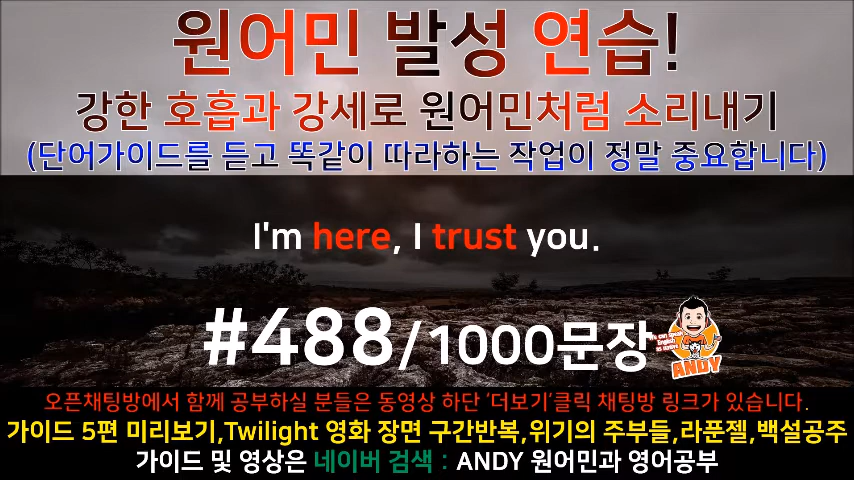 원어민 발성 연습!
강한 호흡과 강세로 원어민처럼 소리내기
(단어가이드를 듣고 똑같이 따라하는 작업이 정말 중요합니다)
I'm here, I trust you.
#488/1000문장
ANDY
오픈채팅방에서 함께 공부하실 분들은 동영상 하단 '더보기'클릭 채팅방 링크가 있습니다.
가이드 5편 미리보기,Twilight 영화 장면 구간반복,위기의 주부들,라푼젤,백설공주
가이드 및 영상은 네이버 검색 : ANDY 원어민과 영어공부